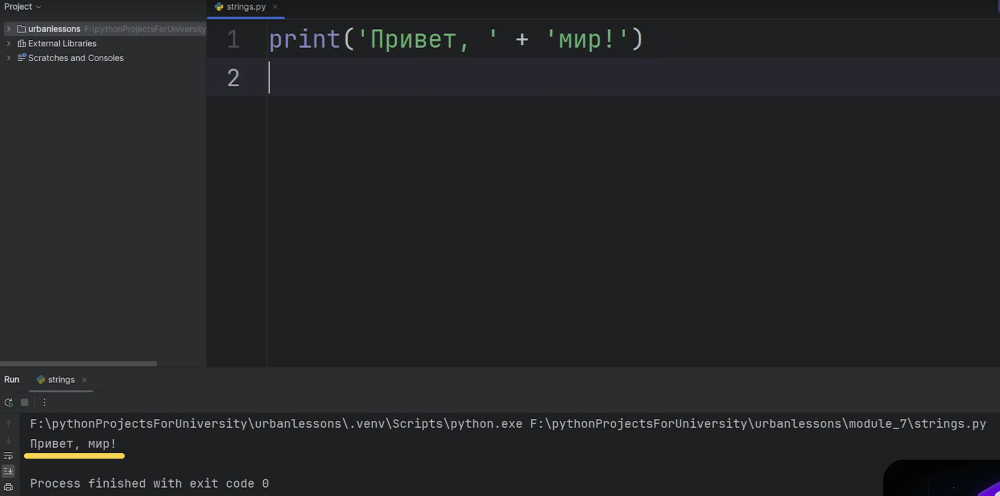 Project
strings.py
urbanlessons F:\pythonProjectsForUniversity
External Libraries
Scratches and Consoles
1 print('Привет, ' + 'мир!')
2
Run strings
F:\pythonProjectsForUniversity\urbanlessons\.venv\Scripts\python.exe F:\pythonProjectsForUniversity\urbanlessons\module_7\strings.py
Привет, мир!
Process finished with exit code 0